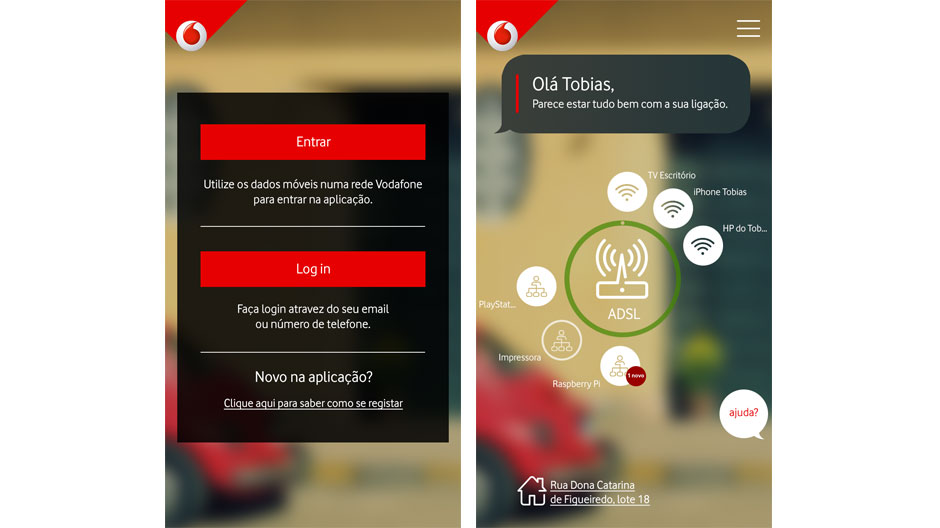 Entrar
Utilize os dados móveis numa rede Vodafone
para entrar na aplicação.
Log in
Faça login atravez do seu email
ou número de telefone.
Novo na aplicação?
Clique aqui para saber como se registar
Olá Tobias,
Parece estar tudo bem com a sua ligação.
TV Escritório
iPhone Tobias
HP do Tob...
ADSL
PlayStat...
Impressora
Raspberry Pi
1 novo
ajuda?
Rua Dona Catarina
de Figueiredo, lote 18